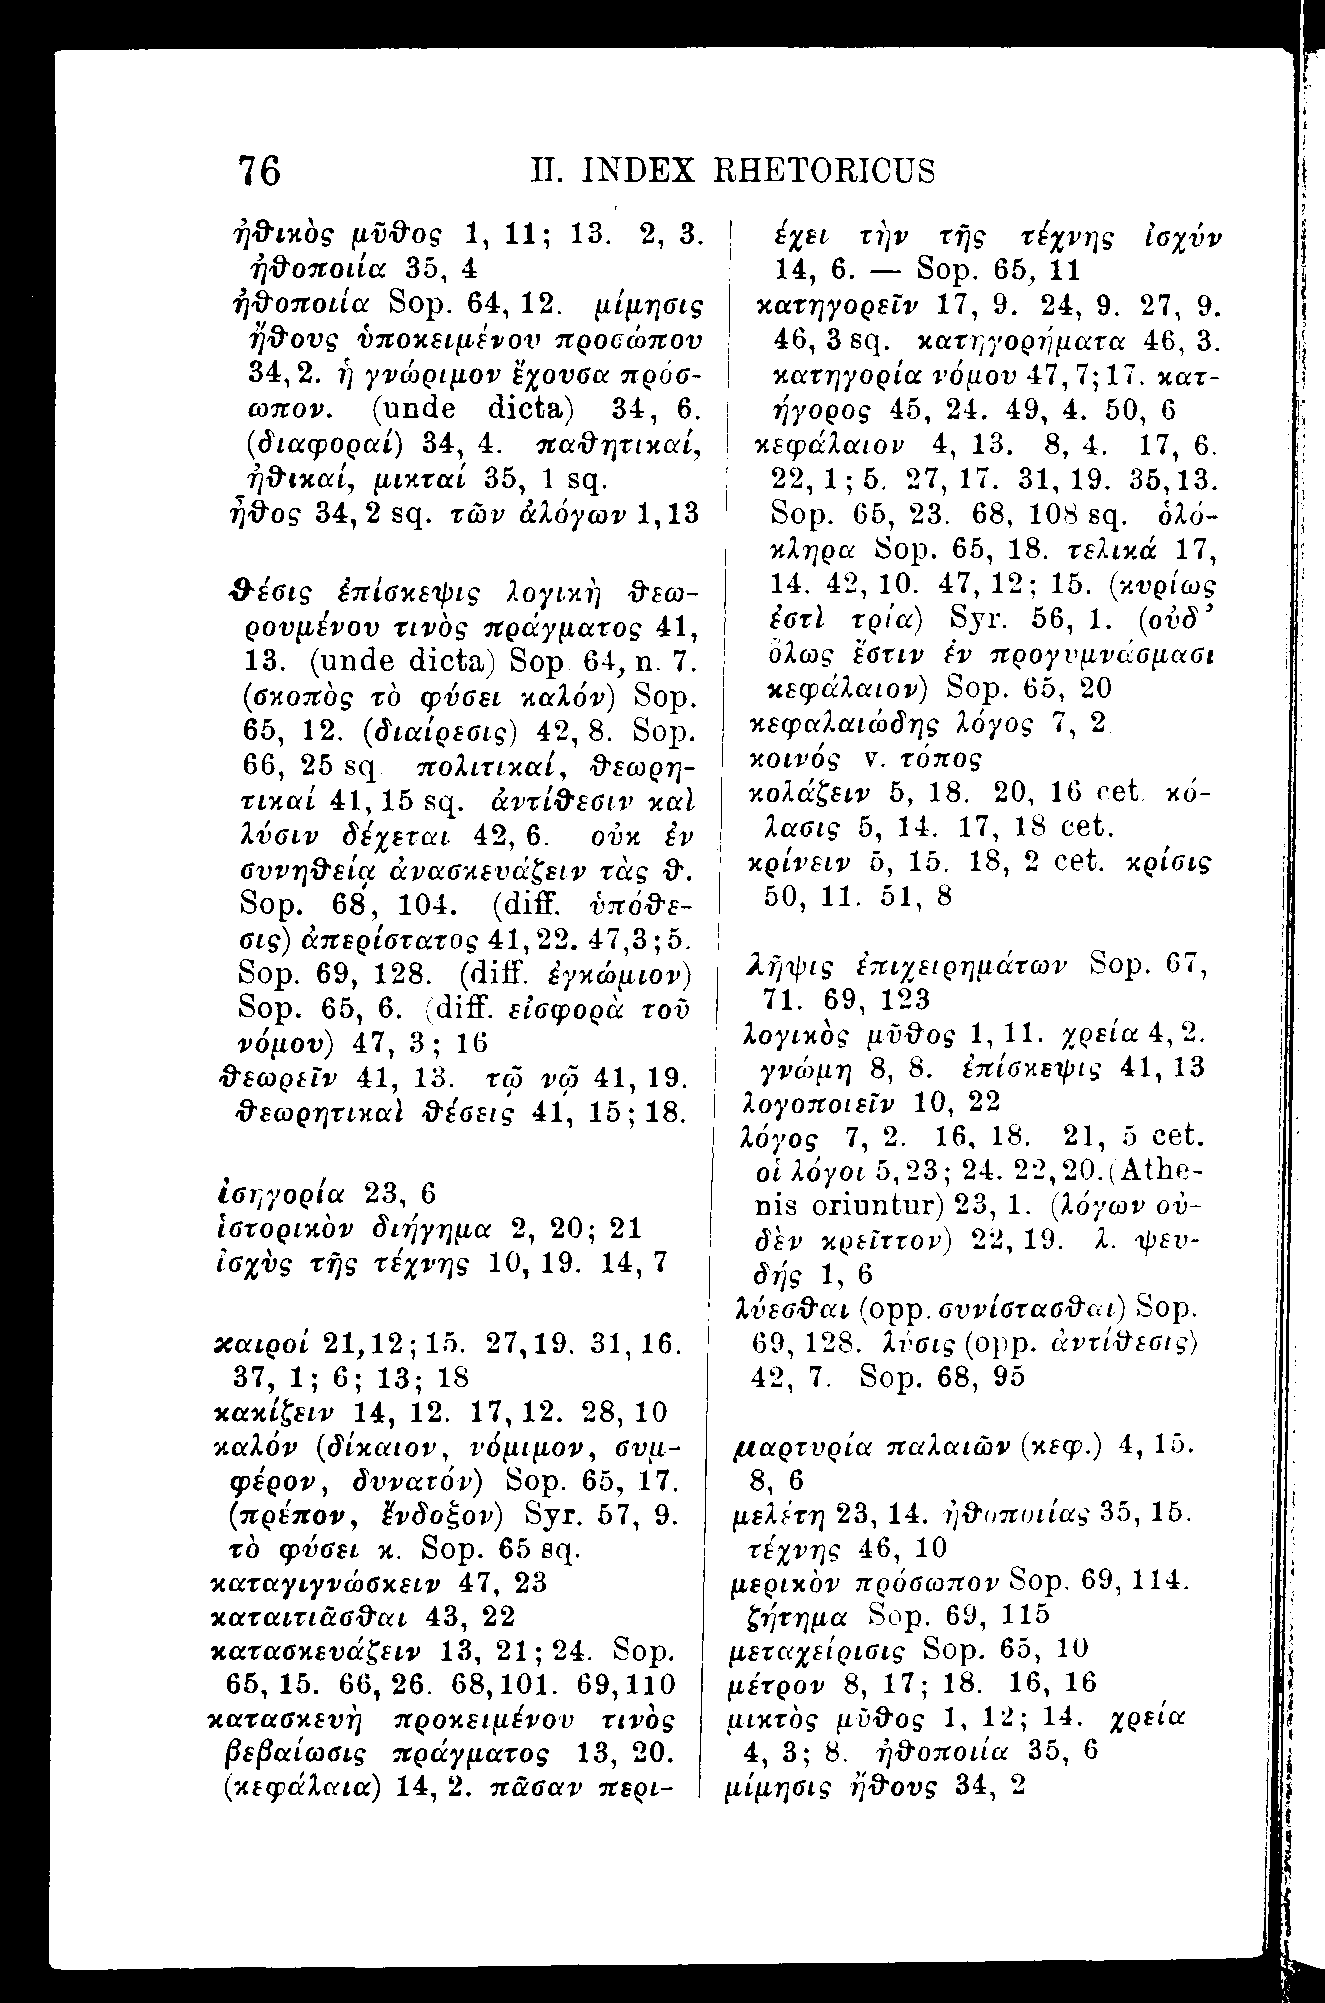 76 II. INDEX RHETORICUS
ἠθικὸς μῦθος 1, 11; 13. 2, 3.
ἠθοποιία 35, 4
ἠθοποιία Sop. 64, 12. μίμησις
ἤθους ὑποκειμένου προσώπου
34, 2. ἡ γνώριμον ἔχουσα πρόσ-
ωπον. (unde dicta) 34, 6.
(διαφοραί) 34, 4. παθητικαί,
ἠθικαί, μικταί 35, 1 sq.
ἦθος 34, 2 sq. τῶν ἀλόγων 1, 13
θέσις ἐπίσκεψις λογικὴ θεω-
ρουμένου τινὸς πράγματος 41,
13. (unde dicta) Sop. 64, n. 7.
(σκοπὸς τὸ φύσει καλόν) Sop.
65, 12. (διαίρεσις) 42, 8. Sop.
66, 25 sq. πολιτικαί, θεωρη-
τικαί 41, 15 sq. ἀντίθεσιν καὶ
λύσιν δέχεται 42, 6. οὐκ ἐν
συνηθείᾳ ἀνασκευάζειν τὰς θ.
Sop. 68, 104. (diff. ὑπόθε-
σις) ἀπερίστατος 41, 22. 47, 3; 5.
Sop. 69, 128. (diff. ἐγκώμιον)
Sop. 65, 6. (diff. εἰσφορὰ τοῦ
νόμου) 47, 3; 16
θεωρεῖν 41, 13. τῷ νῷ 41, 19.
θεωρητικαὶ θέσεις 41, 15; 18.
ἰσηγορία 23, 6
ἱστορικὸν διήγημα 2, 20; 21
ἰσχὺς τῆς τέχνης 10, 19. 14, 7
καιροί 21, 12; 15. 27, 19. 31, 16.
37, 1; 6; 13; 18
κακίζειν 14, 12. 17, 12. 28, 10
καλόν (δίκαιον, νόμιμον, συμ-
φέρον, δυνατόν) Sop. 65, 17.
(πρέπον, ἔνδοξον) Syr. 57, 9.
τὸ φύσει κ. Sop. 65 sq.
καταγιγνώσκειν 47, 23
καταιτιᾶσθαι 43, 22
κατασκευάζειν 13, 21; 24. Sop.
65, 15. 66, 26. 68, 101. 69, 110
κατασκευὴ προκειμένου τινὸς
βεβαίωσις πράγματος 13, 20.
(κεφάλαια) 14, 2. πᾶσαν περι-
έχει τὴν τῆς τέχνης ἰσχύν
14, 6. — Sop. 65, 11
κατηγορεῖν 17, 9. 24, 9. 27, 9.
46, 3 sq. κατηγορήματα 46, 3.
κατηγορία νόμου 47, 7; 17. κατ-
ήγορος 45, 24. 49, 4. 50, 6
κεφάλαιον 4, 13. 8, 4. 17, 6.
22, 1; 5. 27, 17. 31, 19. 35, 13.
Sop. 65, 23. 68, 108 sq. ὁλό-
κληρα Sop. 65, 18. τελικά 17,
14. 42, 10. 47, 12; 15. (κυρίως
ἐστὶ τρία) Syr. 56, 1. (οὐδ᾽
ὅλως ἔστιν ἐν προγυμνάσμασι
κεφάλαιον) Sop. 65, 20
κεφαλαιώδης λόγος 7, 2
κοινός v. τόπος
κολάζειν 5, 18. 20, 16 cet. κό-
λασις 5, 14. 17, 18 cet.
κρίνειν 5, 15. 18, 2 cet. κρίσις
50, 11. 51, 8
λῆψις ἐπιχειρημάτων Sop. 67,
71. 69, 123
λογικὸς μῦθος 1, 11. χρεία 4, 2.
γνώμη 8, 8. ἐπίσκεψις 41, 13
λογοποιεῖν 10, 22
λόγος 7, 2. 16, 18. 21, 5 cet.
οἱ λόγοι 5, 23; 24. 22, 20. (Athe-
nis oriuntur) 23, 1. (λόγων οὐ-
δὲν κρεῖττον) 22, 19. λ. ψευ-
δής 1, 6
λύεσθαι (opp. συνίστασθαι) Sop.
69, 128. λύσις (opp. ἀντίθεσις)
42, 7. Sop. 68, 95
μαρτυρία παλαιῶν (κεφ.) 4, 15.
8, 6
μελέτη 23, 14. ἠθοποιίας 35, 15.
τέχνης 46, 10
μερικὸν πρόσωπον Sop. 69, 114.
ζήτημα Sop. 69, 115
μεταχείρισις Sop. 65, 10
μέτρον 8, 17; 18. 16, 16
μικτὸς μῦθος 1, 12; 14. χρεία
4, 3; 8. ἠθοποιία 35, 6
μίμησις ἤθους 34, 2